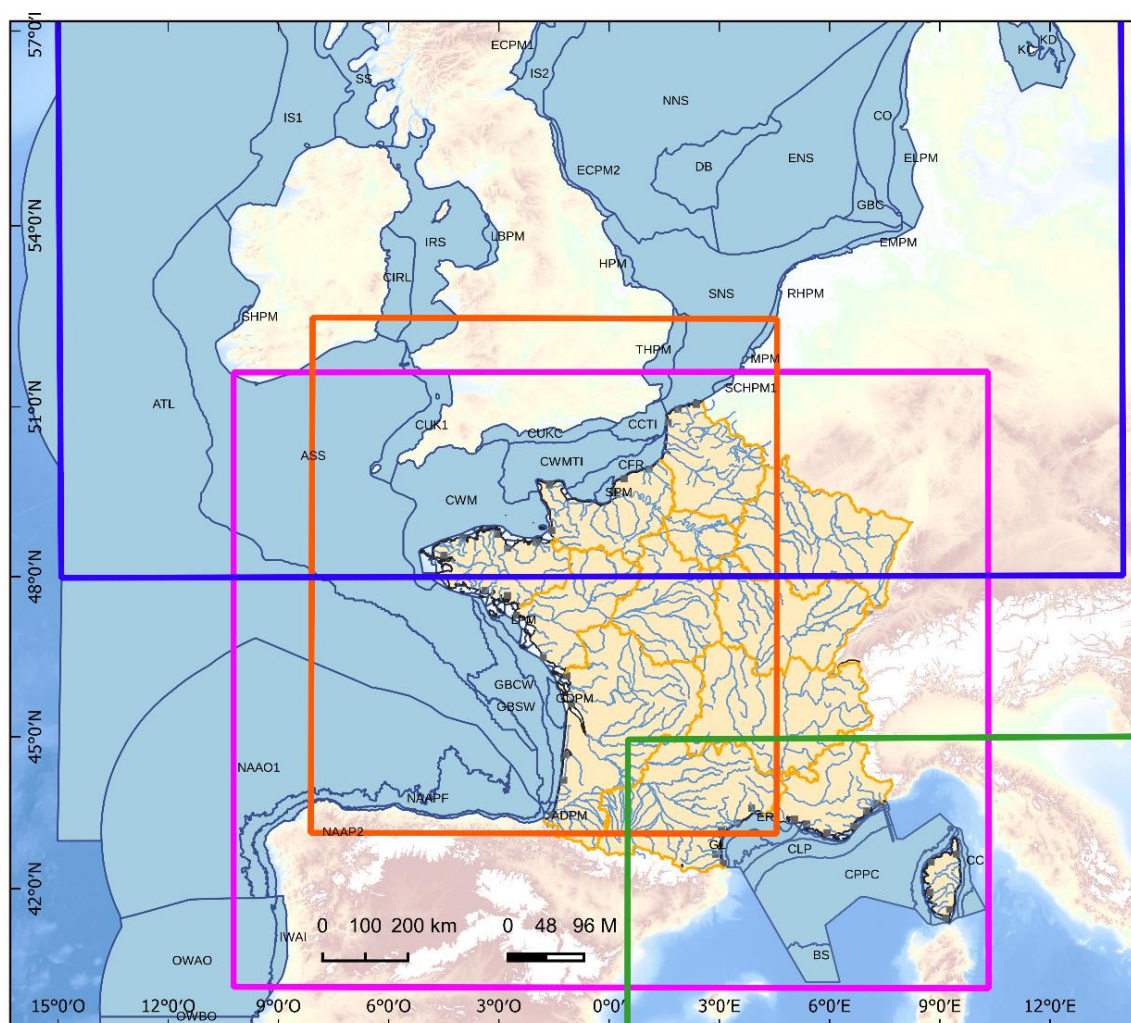 57°0'0
ECPM1
KD
KC
IS2
SS
NNS
IS1
CO
DB
ENS
ELPM
ECPM2
GBC
54°0'N
LBPM
IRS
EMPM
HPM
CIRL
SNS
RHPM
SHPM
THPM
MPM
SCHPM1
51°0'N
ATL
CUK1
CCTI
CUKC
ASS
CWMTI
CFR
SPM
CWM
48°0'N
LPM
GBCW
GDPM
GBSW
45°0'N
NAAO1
NAAPF
ADPM
ER
NAAP2
GL
CLP
CC
CPPC
42°0'N
0 100 200 km
0 48 96 M
IWAI
BS
OWAO
15°0'O 12°0'O 9°0'O 6°0'O 3°0'O 0°0' 3°0'E 6°0'E 9°0'E 12°0'E
OWBO